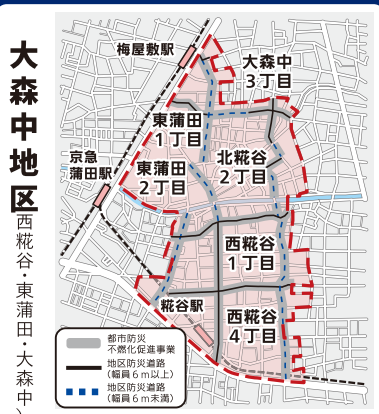 大森中地区
西糀谷・東蒲田・大森中）
梅屋敷駅
大森中
3丁目
東蒲田
1丁目
京急
蒲田駅
東蒲田
2丁目
北糀谷
2丁目
西糀谷
1丁目
糀谷駅
西糀谷
4丁目
都市防災
不燃化促進事業
地区防災道路
（幅員6m以上）
地区防災道路
（幅員6m未満）